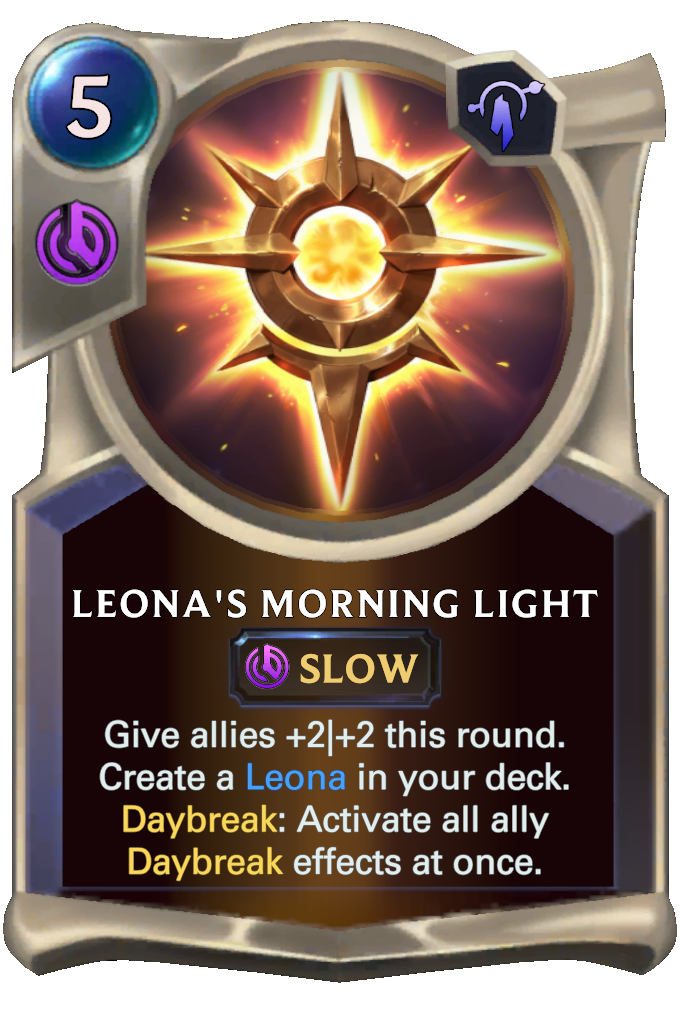 5
LEONA'S MORNING LIGHT
SLOW
Give allies +2|+2 this round.
Create a Leona in your deck.
Daybreak: Activate all ally
Daybreak effects at once.